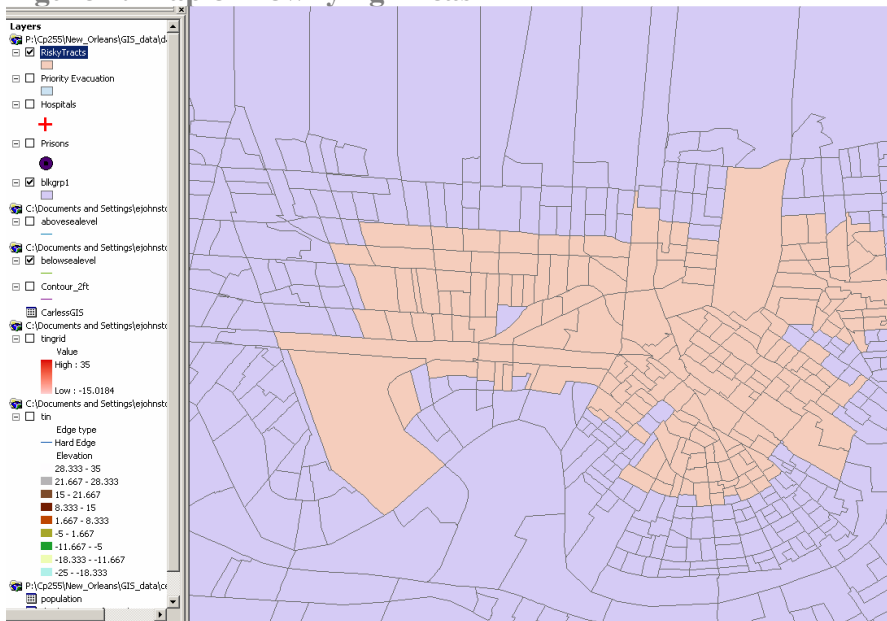 Layers
P:\Cp255\New_Orleans\GIS_data\da
RiskyTracts
Priority Evacuation
Hospitals
Prisons
blkgrp1
C:\Documents and Settings\ejohnsto
abovesealevel
C:\Documents and Settings\ejohnsto
belowsealevel
Contour_2ft
CarlessGIS
C:\Documents and Settings\ejohnsto
tingrid
Value
High : 35
Low : -15.0184
C:\Documents and Settings\ejohnsto
tin
Edge type
Hard Edge
Elevation
28.333 - 35
21.667 - 28.333
15 - 21.667
8.333 - 15
1.667 - 8.333
-5 - 1.667
-11.667 - -5
-18.333 - -11.667
-25 - -18.333
P:\Cp255\New_Orleans\GIS_data\ce
population